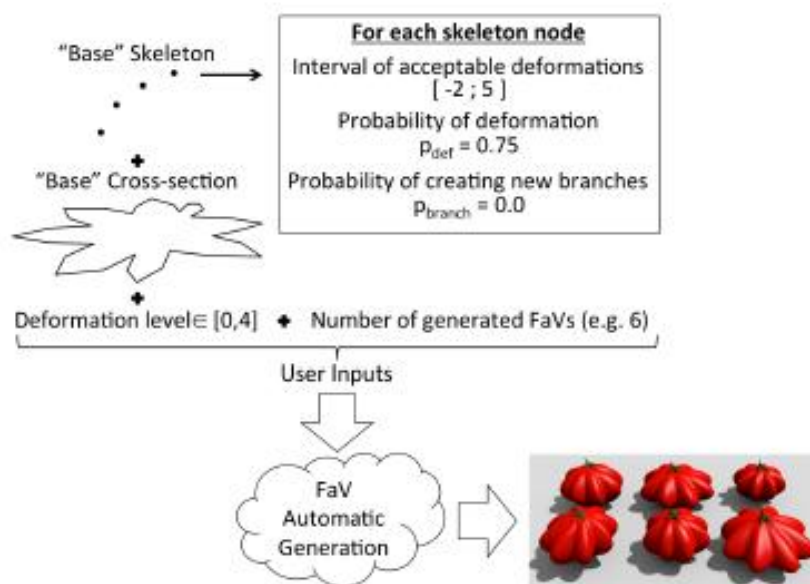 "Base" Skeleton
For each skeleton node
Interval of acceptable deformations
[ -2 ; 5 ]
Probability of deformation
p_def = 0.75
Probability of creating new branches
p_branch = 0.0
"Base" Cross-section
Deformation level∈ [0,4] + Number of generated FaVs (e.g. 6)
User Inputs
FaV
Automatic
Generation